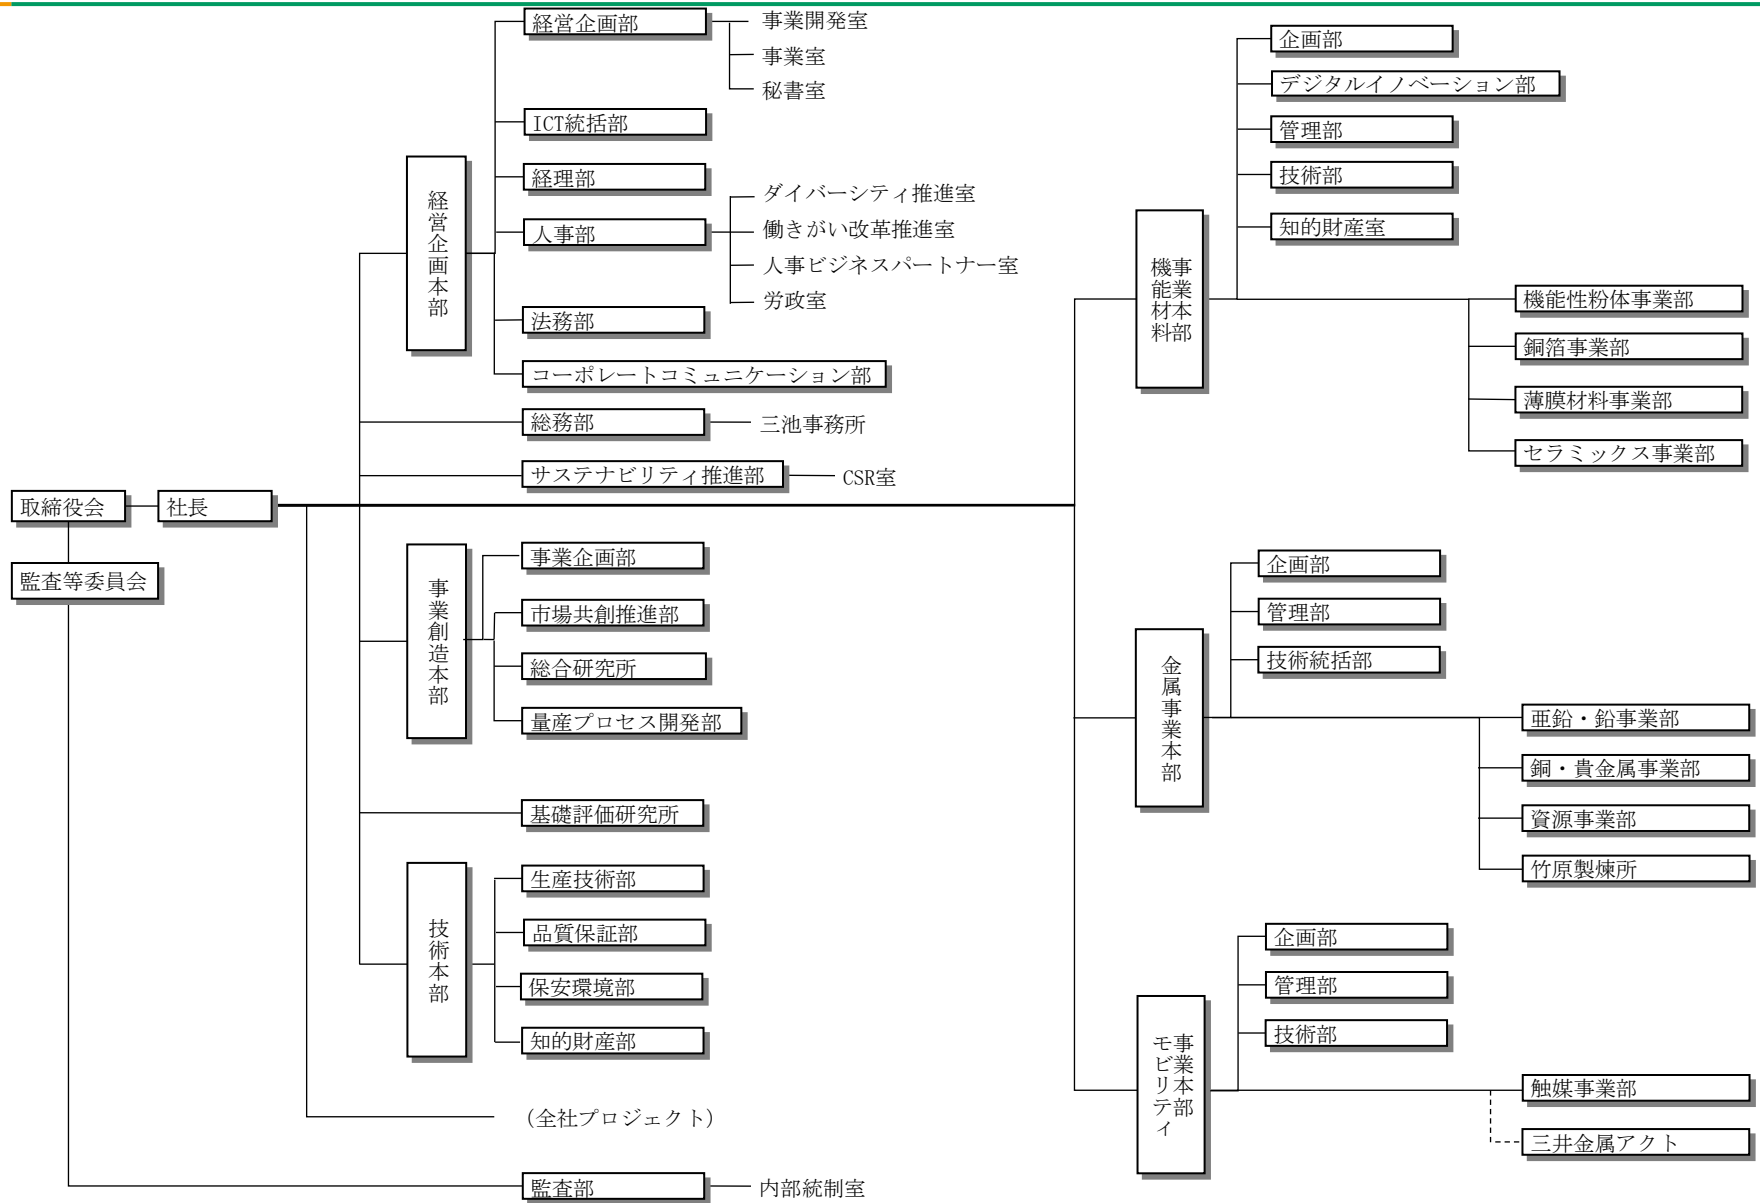 取締役会
社長
監査等委員会
経営企画本部
経営企画部
事業開発室
事業室
秘書室
ICT統括部
経理部
人事部
ダイバーシティ推進室
働きがい改革推進室
人事ビジネスパートナー室
労政室
法務部
コーポレートコミュニケーション部
総務部
三池事務所
サステナビリティ推進部
CSR室
事業創造本部
事業企画部
市場共創推進部
総合研究所
量産プロセス開発部
基礎評価研究所
技術本部
生産技術部
品質保証部
保安環境部
知的財産部
（全社プロジェクト）
監査部
内部統制室
機能材料
事業本部
企画部
デジタルイノベーション部
管理部
技術部
知的財産室
機能性粉体事業部
銅箔事業部
薄膜材料事業部
セラミックス事業部
金属事業本部
企画部
管理部
技術統括部
亜鉛・鉛事業部
銅・貴金属事業部
資源事業部
竹原製煉所
モビリティ
事業本部
企画部
管理部
技術部
触媒事業部
三井金属アクト